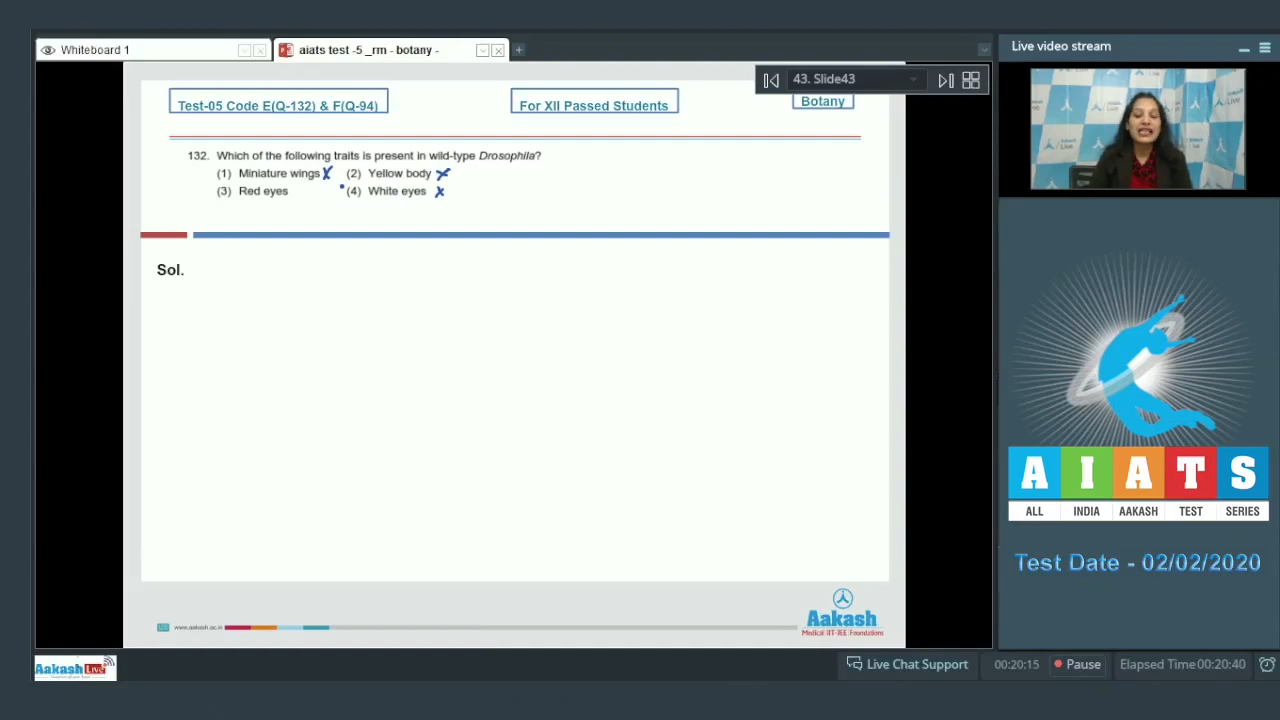 Whiteboard 1
aiats test -5 _rm - botany -
43. Slide43
Live video stream
Test-05 Code E(Q-132) & F(Q-94)
For XII Passed Students
Botany
132. Which of the following traits is present in wild-type Drosophila?
(1) Miniature wings (2) Yellow body
(3) Red eyes (4) White eyes
Sol.
A I A T S
ALL INDIA AAKASH TEST SERIES
Test Date - 02/02/2020
www.aakash.ac.in
Aakash
Medical|IIT-JEE|Foundations
Aakash Live
Live Chat Support
00:20:15
Pause
Elapsed Time 00:20:40